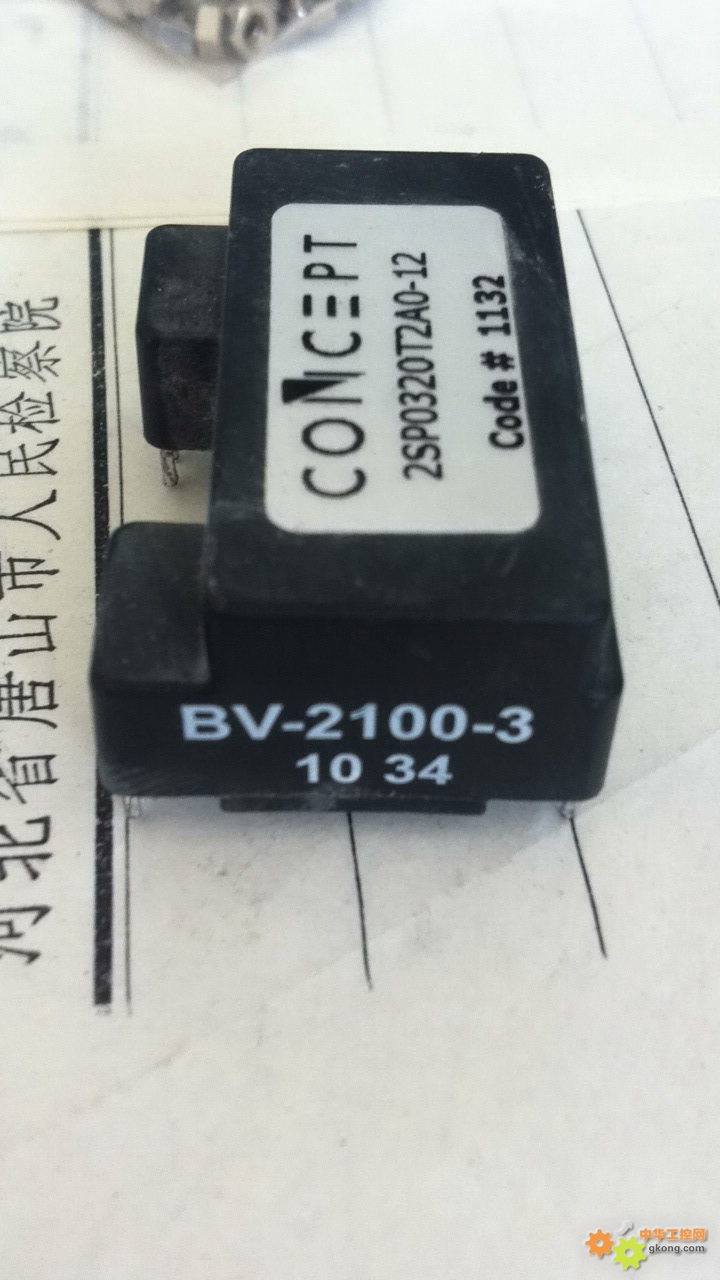 CONCEPT
2SP0320T2A0-12
Code # 1132
BV-2100-3
10 34
河北省唐山市人民检察院
中华工控网
gkong.com